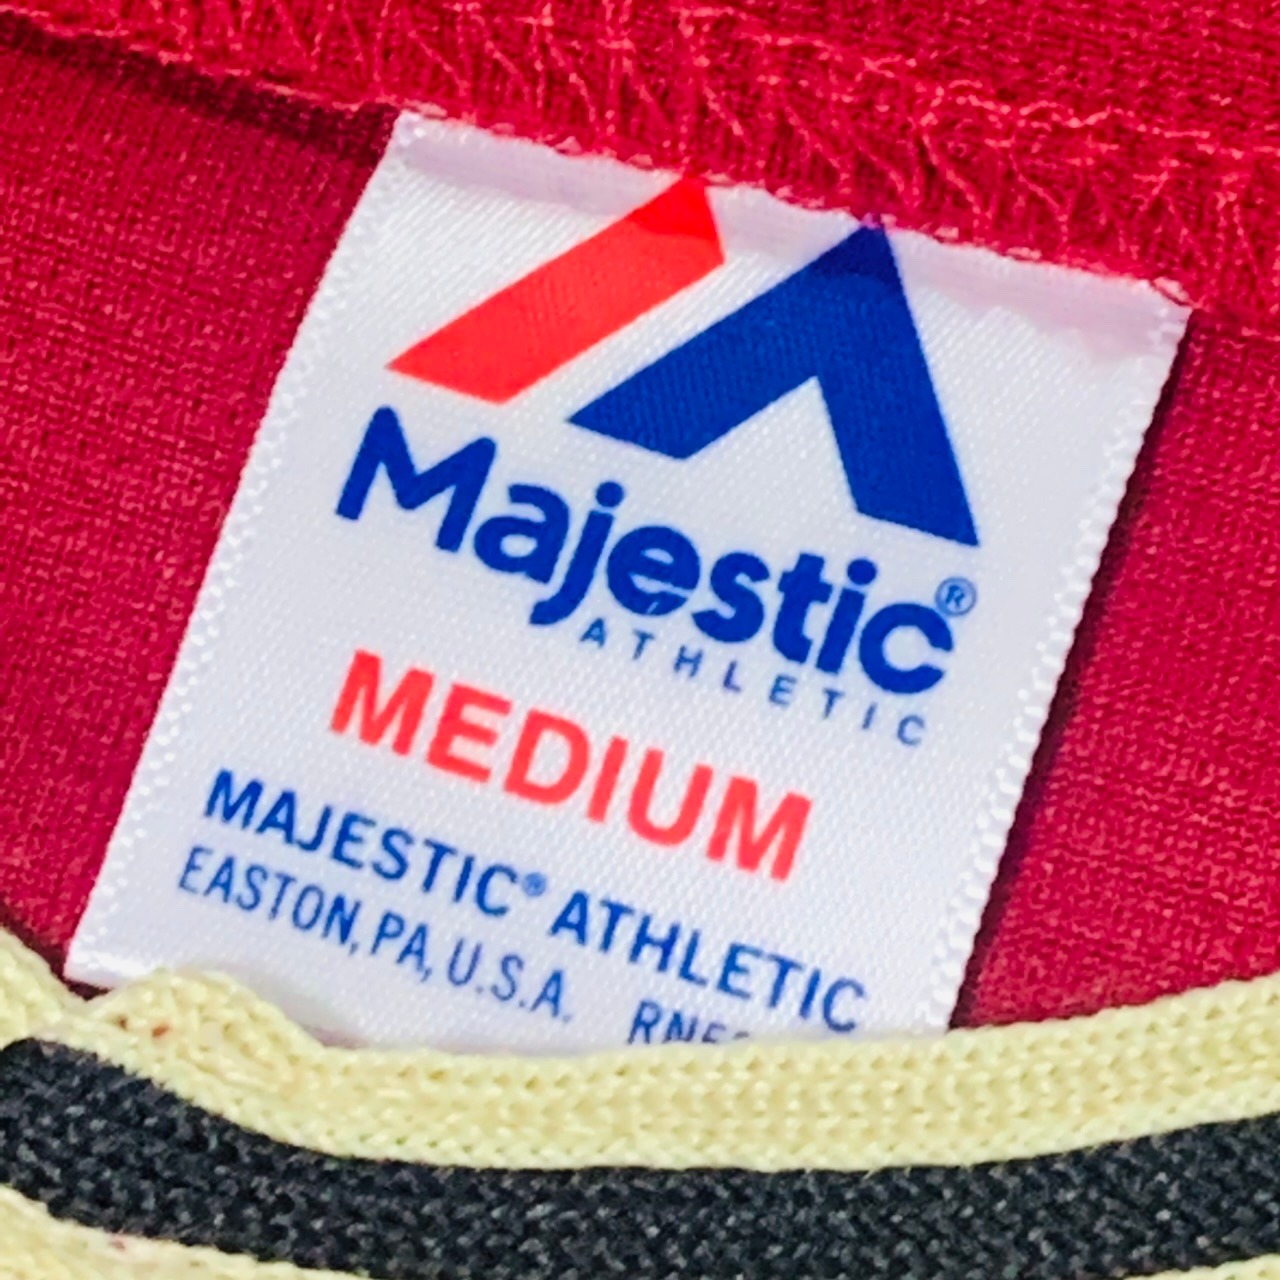 Majestic®
ATHLETIC
MEDIUM
MAJESTIC® ATHLETIC
EASTON, PA, U.S.A.